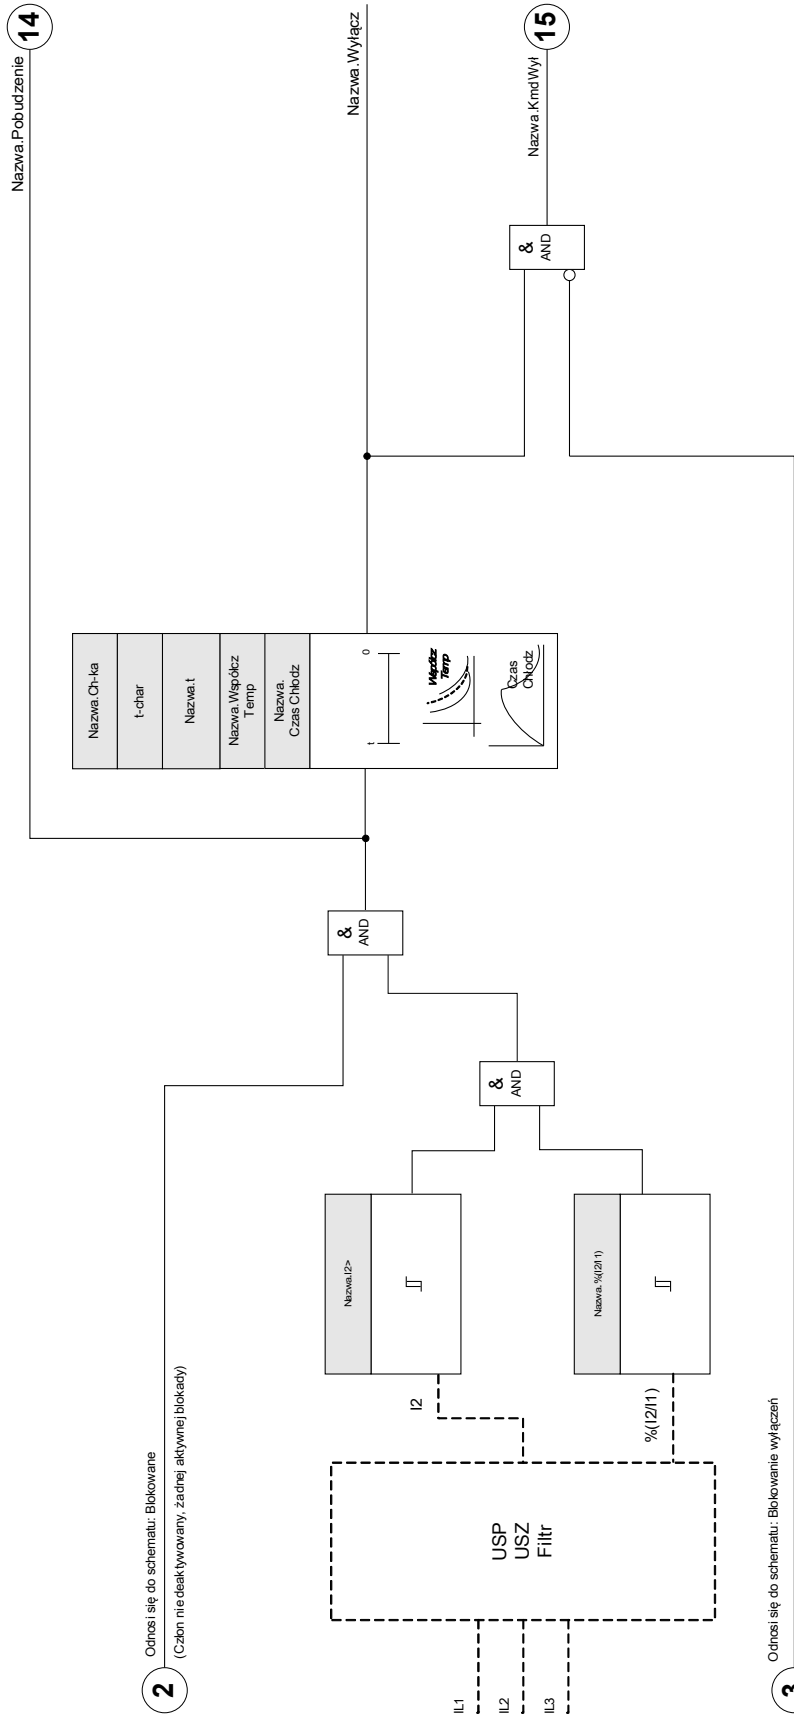 2
Odnosi się do schematu: Blokowane
(Człon nie deaktywowany, żadnej aktywnej blokady)
IL1
IL2
IL3
USP
USZ
Filtr
I2
%(I2/I1)
Nazwa.I2>
Nazwa.%(I2/I1)
&
AND
&
AND
Nazwa.Ch-ka
t-char
Nazwa.t
Nazwa.Współcz
Temp
Nazwa.
Czas Chłodz
t
0
Współcz
Temp
Czas
Chłodz
&
AND
Nazwa.Pobudzenie
14
Nazwa.Wyłącz
Nazwa.KmdWył
15
3
Odnosi się do schematu: Blokowanie wyłączeń